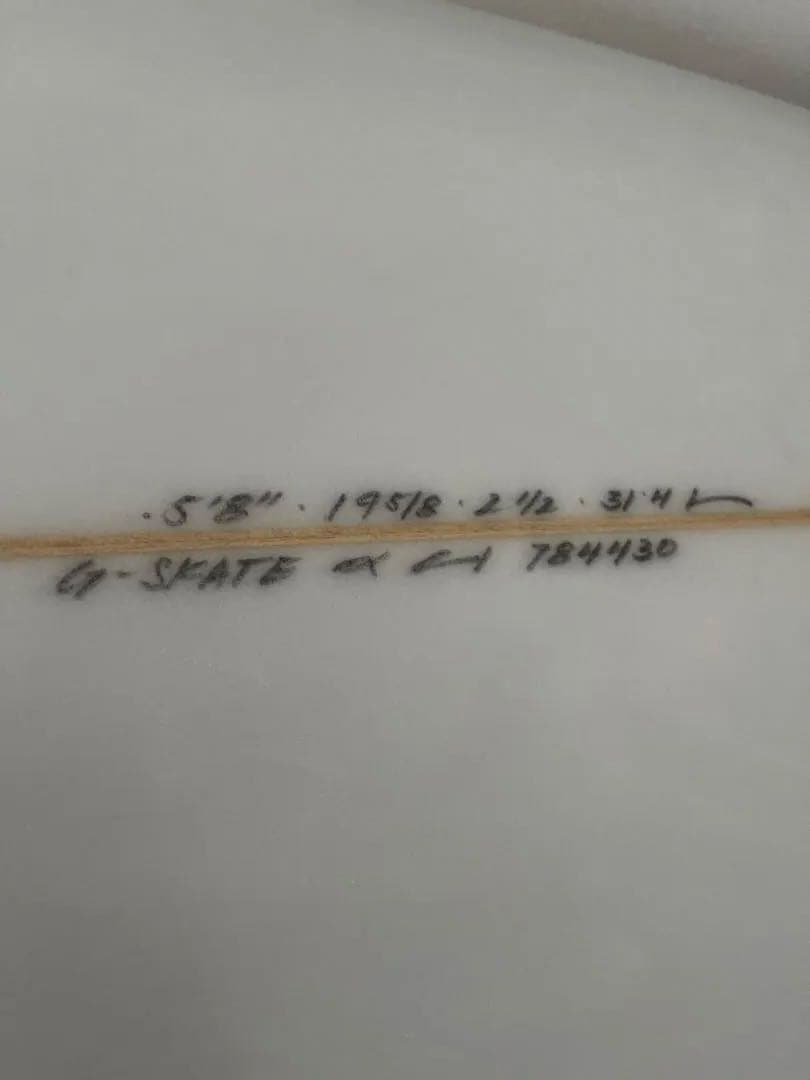 . 5'8" . 19 5/8 . 2 1/2 . 31.4 L
G-SKATE 784430